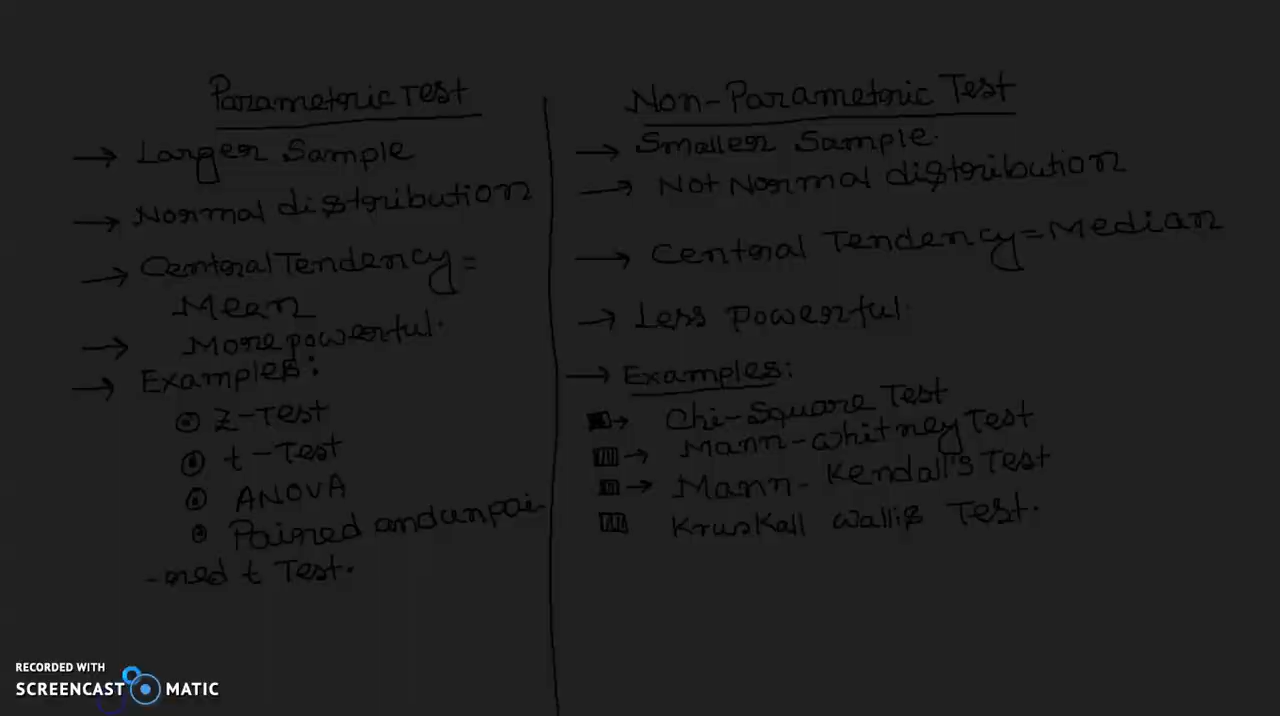 Parametric Test
→ Larger Sample
→ Normal distribution
→ Central Tendency =
Mean
→ More powerful.
→ Examples:
Z-Test
t-Test
ANOVA
Paired and unpai-
-red t Test.
Non-Parametric Test
→ Smaller Sample.
→ Not Normal distribution
→ Central Tendency = Median
→ Less powerful.
→ Examples:
→ Chi-Square Test
→ Mann-Whitney Test
→ Mann-Kendall's Test
Kruskall Wallis Test.
RECORDED WITH
SCREENCAST MATIC